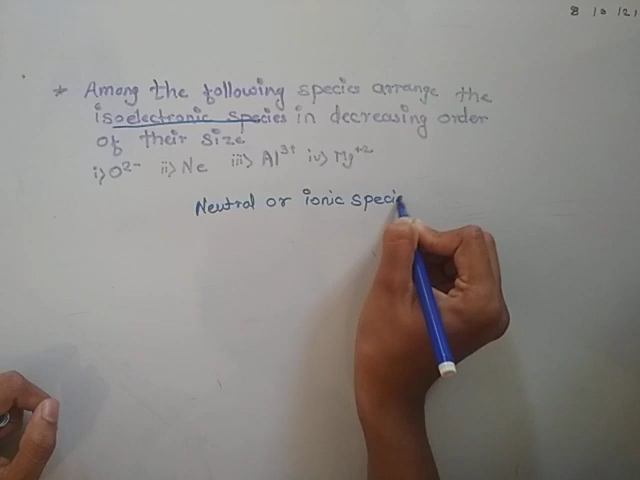 8 10 21
* Among the following species arrange the
isoelectronic species in decreasing order
of their size
i) O²⁻ ii) Ne iii) Al³⁺ iv) Mg⁺²
Neutral or ionic specie